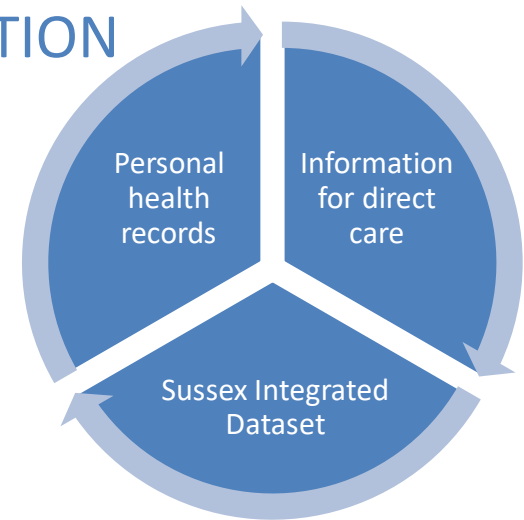 TION
Personal
health
records
Information
for direct
care
Sussex Integrated
Dataset